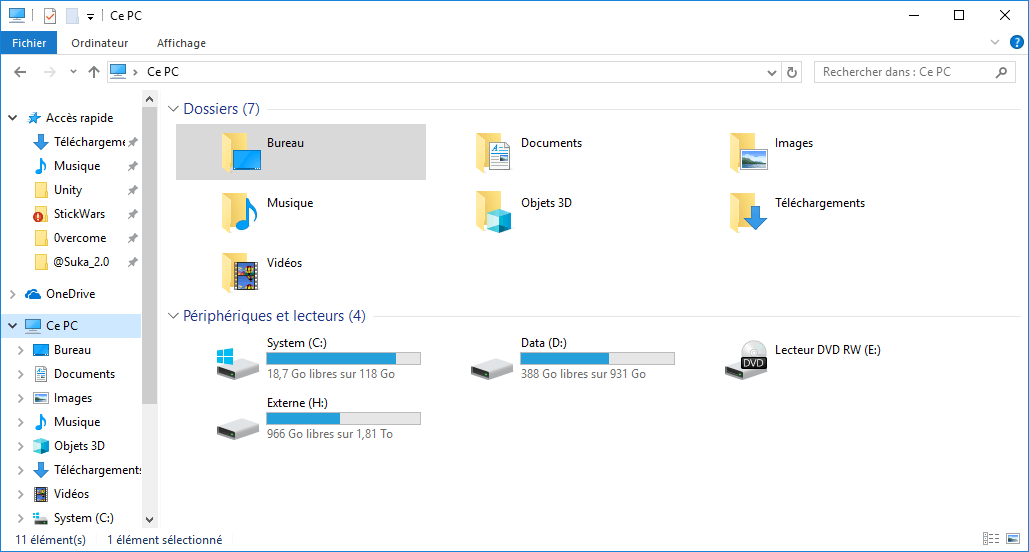 Ce PC
Fichier Ordinateur Affichage
Ce PC Rechercher dans : Ce PC
Accès rapide
Téléchargeme
Musique
Unity
StickWars
0vercome
@Suka_2.0
OneDrive
Ce PC
Bureau
Documents
Images
Musique
Objets 3D
Téléchargements
Vidéos
System (C:)
Dossiers (7)
Bureau Documents Images
Musique Objets 3D Téléchargements
Vidéos
Périphériques et lecteurs (4)
System (C:)
18,7 Go libres sur 118 Go
Data (D:)
388 Go libres sur 931 Go
Lecteur DVD RW (E:)
DVD
Externe (H:)
966 Go libres sur 1,81 To
11 élément(s) 1 élément sélectionné